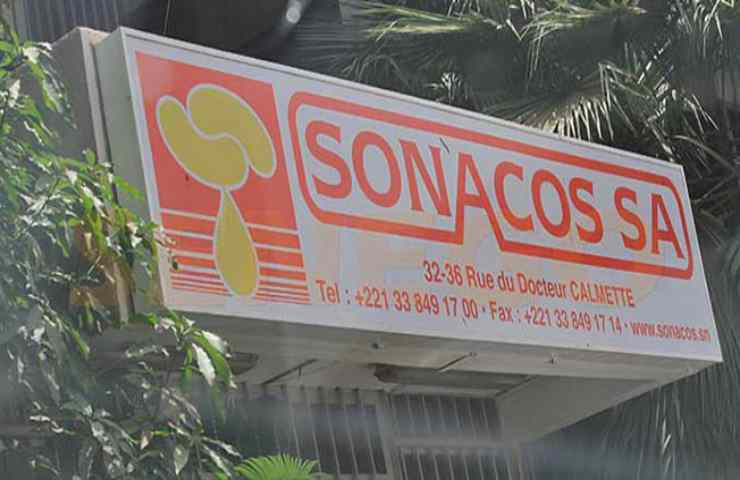 SONACOS SA
32-36 Rue du Docteur CALMETTE
Tel : +221 33 849 17 00 · Fax : +221 33 849 17 14 · www.sonacos.sn